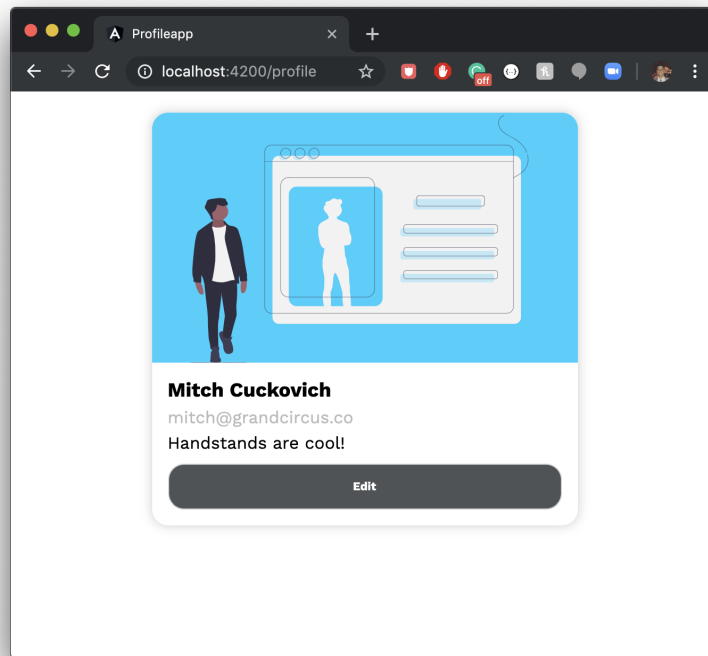 Profileapp
localhost:4200/profile
off
Mitch Cuckovich
mitch@grandcircus.co
Handstands are cool!
Edit